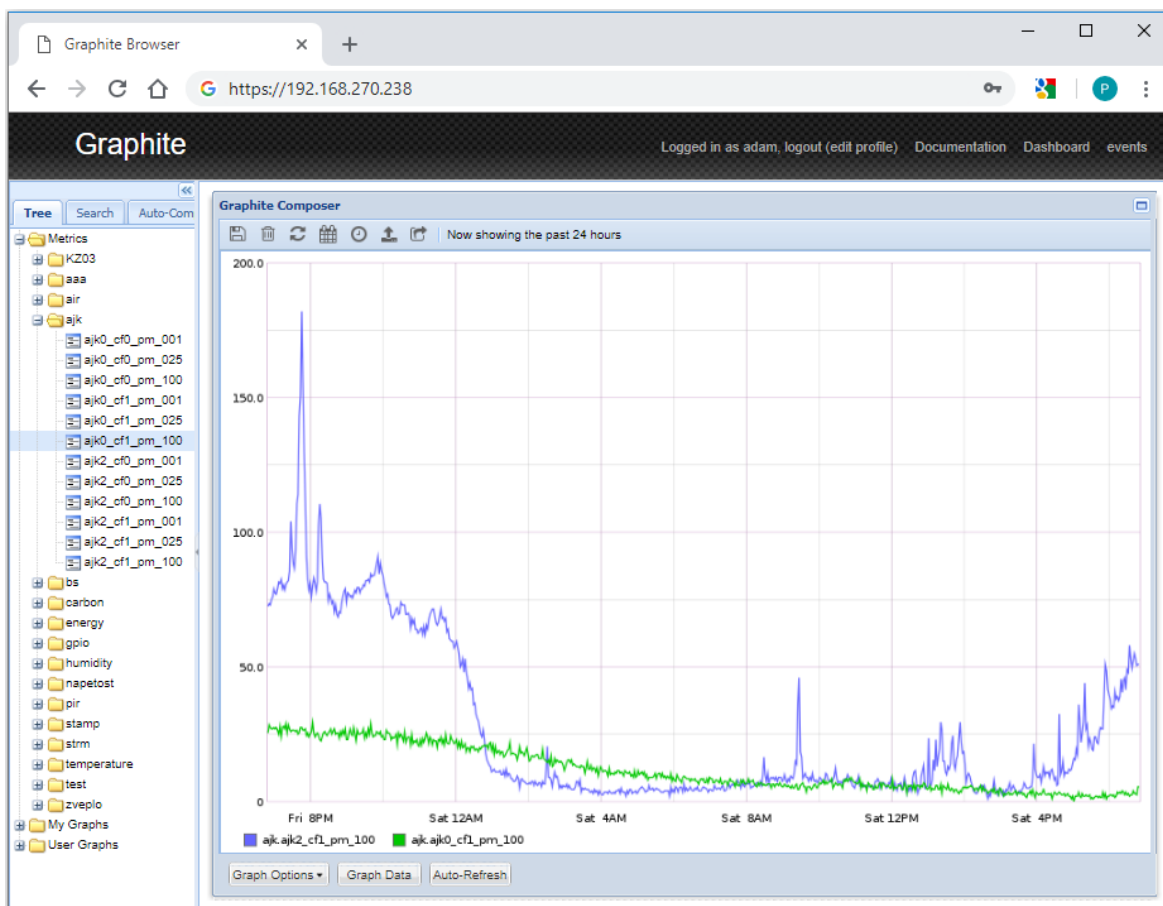 Graphite Browser
https://192.168.270.238
P
Graphite
Logged in as adam, logout (edit profile) Documentation Dashboard events
Tree Search Auto-Com
Metrics
KZ03
aaa
air
ajk
ajk0_cf0_pm_001
ajk0_cf0_pm_025
ajk0_cf0_pm_100
ajk0_cf1_pm_001
ajk0_cf1_pm_025
ajk0_cf1_pm_100
ajk2_cf0_pm_001
ajk2_cf0_pm_025
ajk2_cf0_pm_100
ajk2_cf1_pm_001
ajk2_cf1_pm_025
ajk2_cf1_pm_100
bs
carbon
energy
gpio
humidity
napetost
pir
stamp
strm
temperature
test
zveplo
My Graphs
User Graphs
Graphite Composer
Now showing the past 24 hours
200.0
150.0
100.0
50.0
0
Fri 8PM Sat 12AM Sat 4AM Sat 8AM Sat 12PM Sat 4PM
ajk.ajk2_cf1_pm_100 ajk.ajk0_cf1_pm_100
Graph Options Graph Data Auto-Refresh